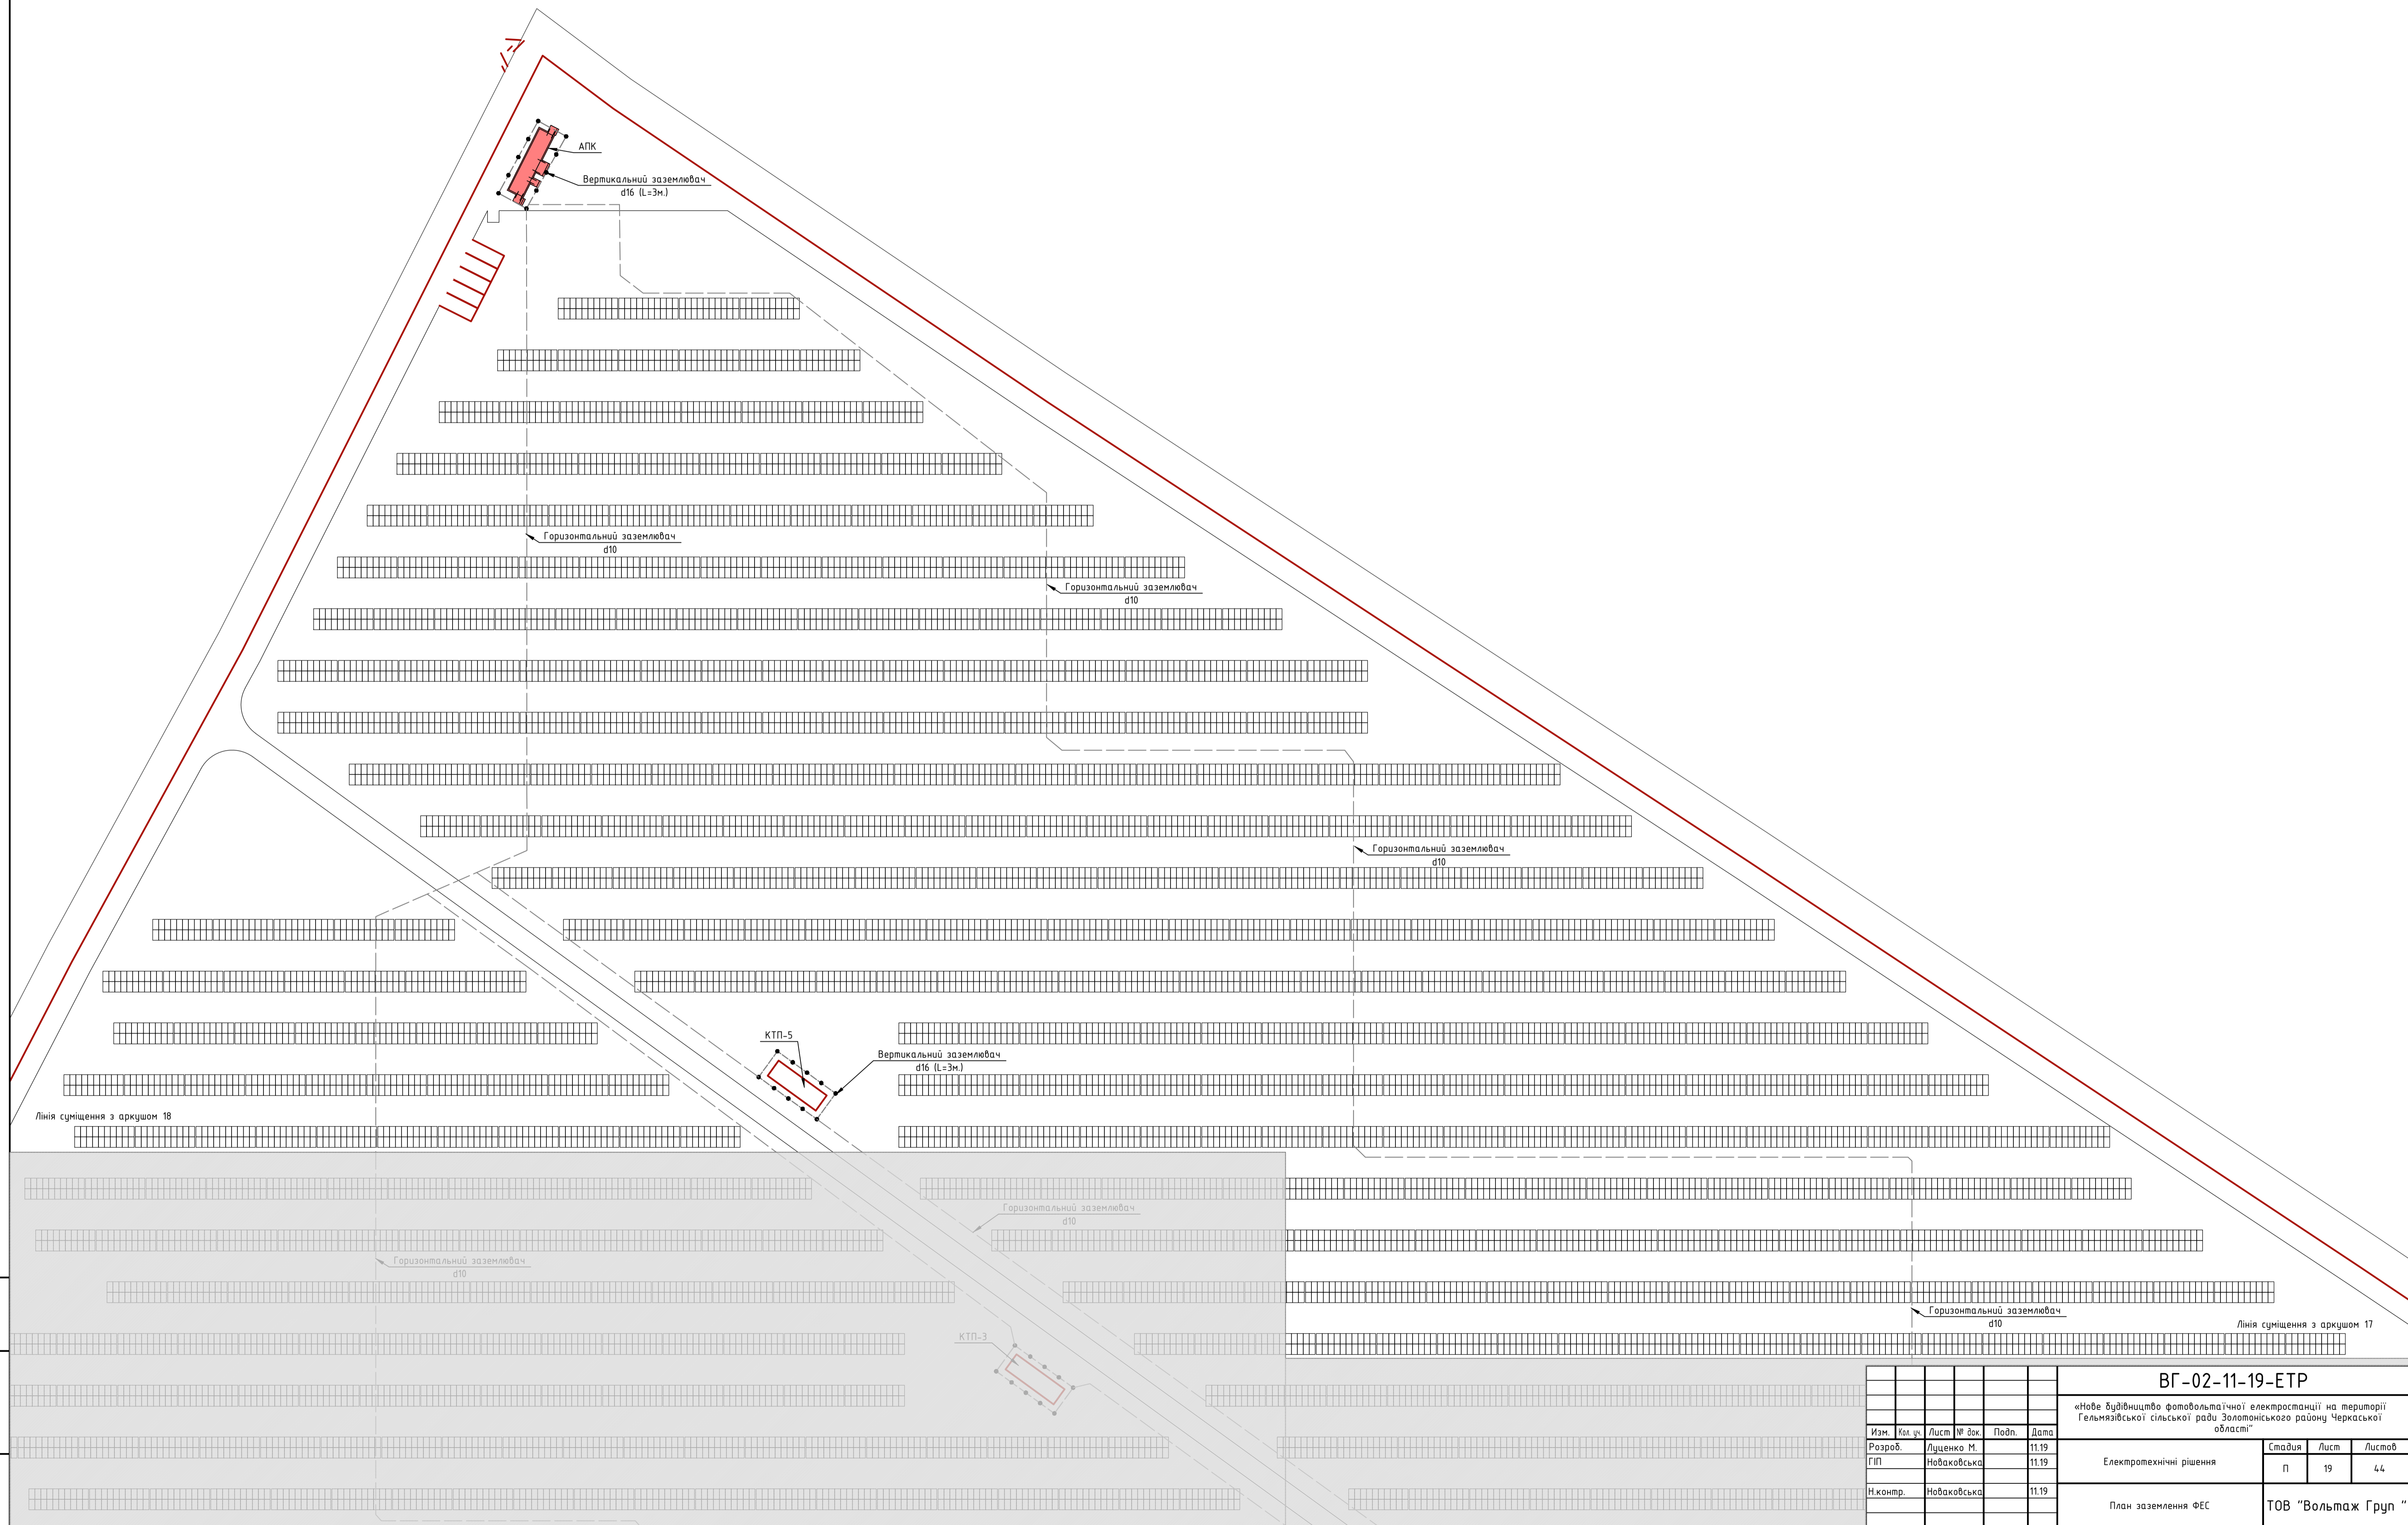 АПК
Вертикальний заземлювач
d16 (L=3м.)
Горизонтальний заземлювач
d10
Горизонтальний заземлювач
d10
Горизонтальний заземлювач
d10
КТП-5
Вертикальний заземлювач
d16 (L=3м.)
Лінія суміщення з аркушом 18
Горизонтальний заземлювач
d10
Горизонтальний заземлювач
d10
КТП-3
Горизонтальний заземлювач
d10
Лінія суміщення з аркушом 17
ВГ-02-11-19-ЕТР
«Нове будівництво фотовольтаїчної електростанції на території
Гельмязівської сільської ради Золотоніського району Черкаської
області"
Изм. Кол. уч. Лист № док. Подп. Дата
Розроб. Луценко М. 11.19
ГІП Новаковська 11.19
Н.контр. Новаковська 11.19
Електротехнічні рішення
Стадия Лист Листов
П 19 44
План заземлення ФЕС
ТОВ "Вольтаж Груп "